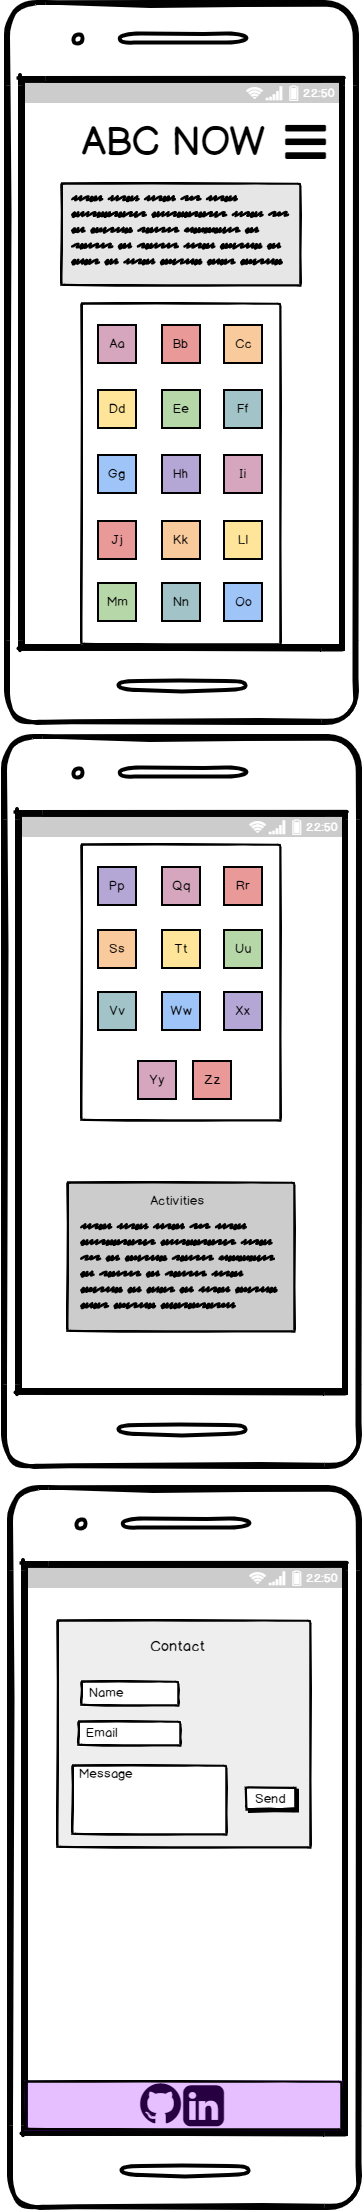 22:50
ABC NOW
Aa Bb Cc
Dd Ee Ff
Gg Hh Ii
Jj Kk Ll
Mm Nn Oo
22:50
Pp Qq Rr
Ss Tt Uu
Vv Ww Xx
Yy Zz
Activities
22:50
Contact
Name
Email
Message
Send
in